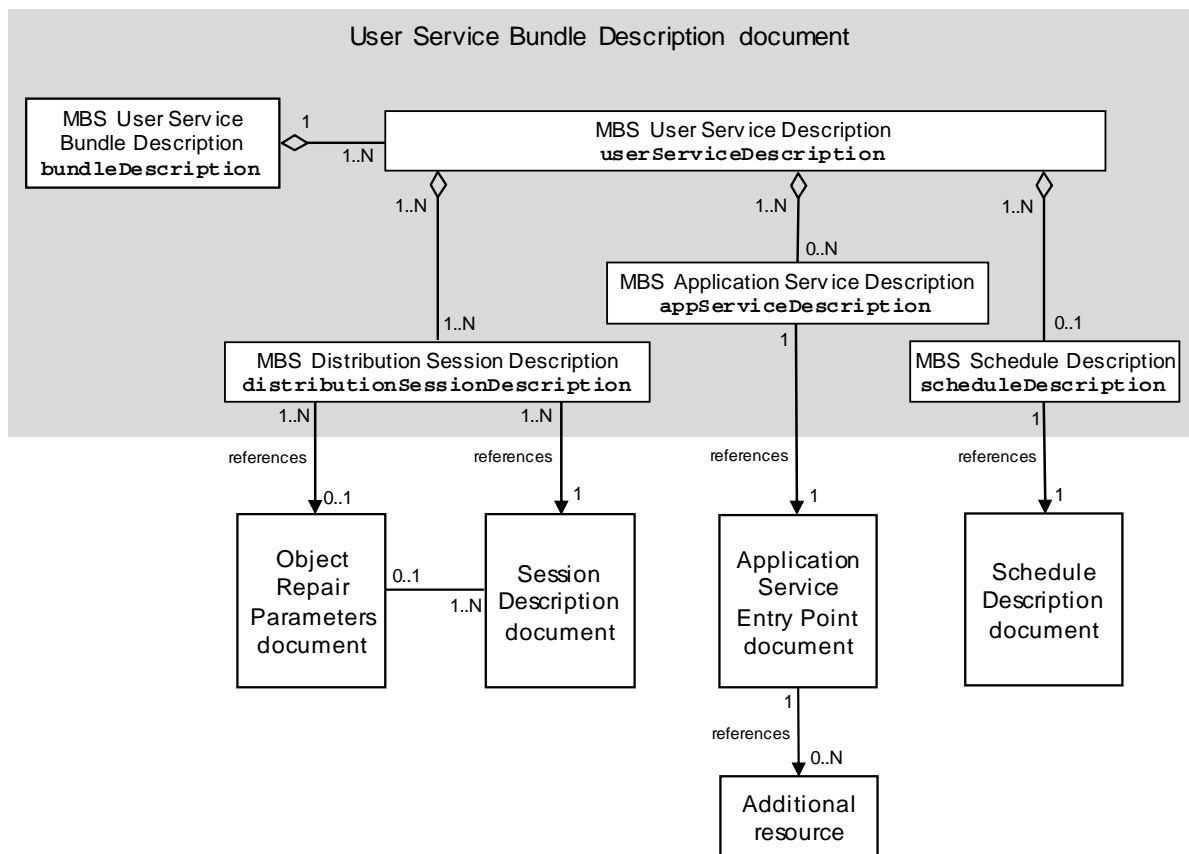 User Service Bundle Description document
MBS User Service
Bundle Description
bundleDescription
1
1..N
MBS User Service Description
userServiceDescription
1..N
1..N
1..N
0..N
MBS Application Service Description
appServiceDescription
1..N
1
0..1
MBS Distribution Session Description
distributionSessionDescription
MBS Schedule Description
scheduleDescription
1..N
1..N
1
references
references
references
references
0..1
1
1
1
Object
Repair
Parameters
document
0..1
1..N
Session
Description
document
Application
Service
Entry Point
document
Schedule
Description
document
1
references
0..N
Additional
resource